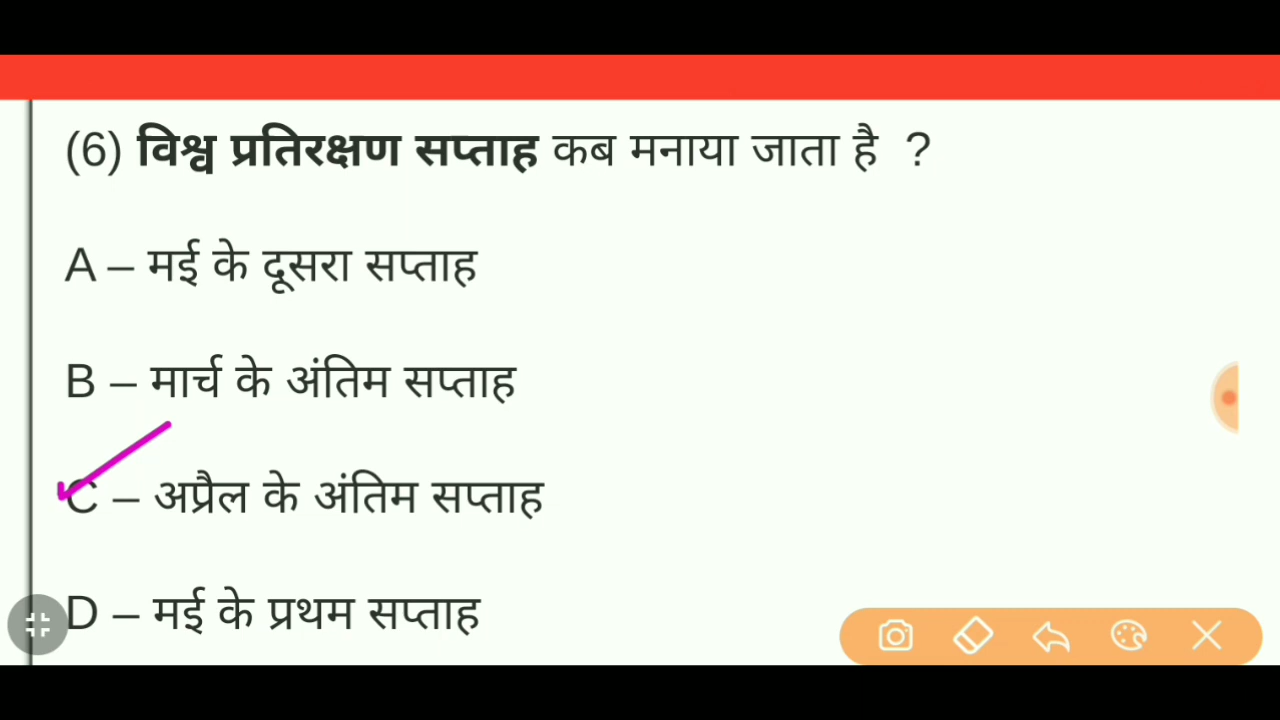 (6) विश्व प्रतिरक्षण सप्ताह कब मनाया जाता है ?
A – मई के दूसरा सप्ताह
B – मार्च के अंतिम सप्ताह
C – अप्रैल के अंतिम सप्ताह
D – मई के प्रथम सप्ताह